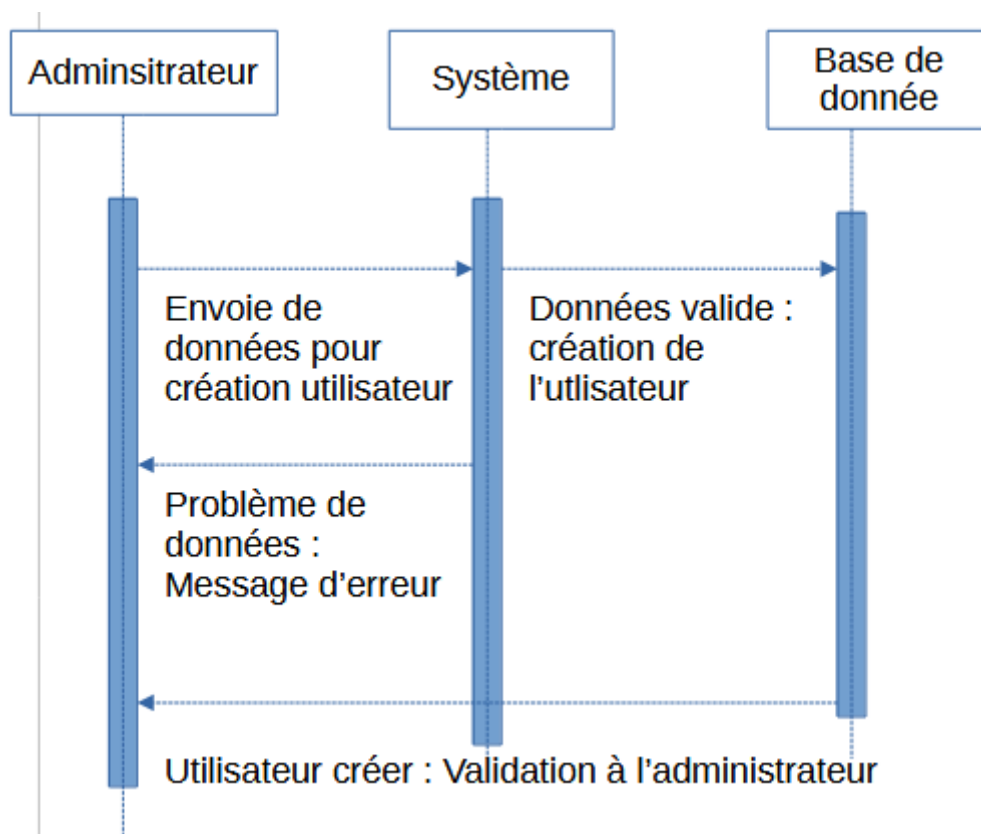 Adminsitrateur
Système
Base de
donnée
Envoie de
données pour
création utilisateur
Données valide :
création de
l’utlisateur
Problème de
données :
Message d’erreur
Utilisateur créer : Validation à l’administrateur